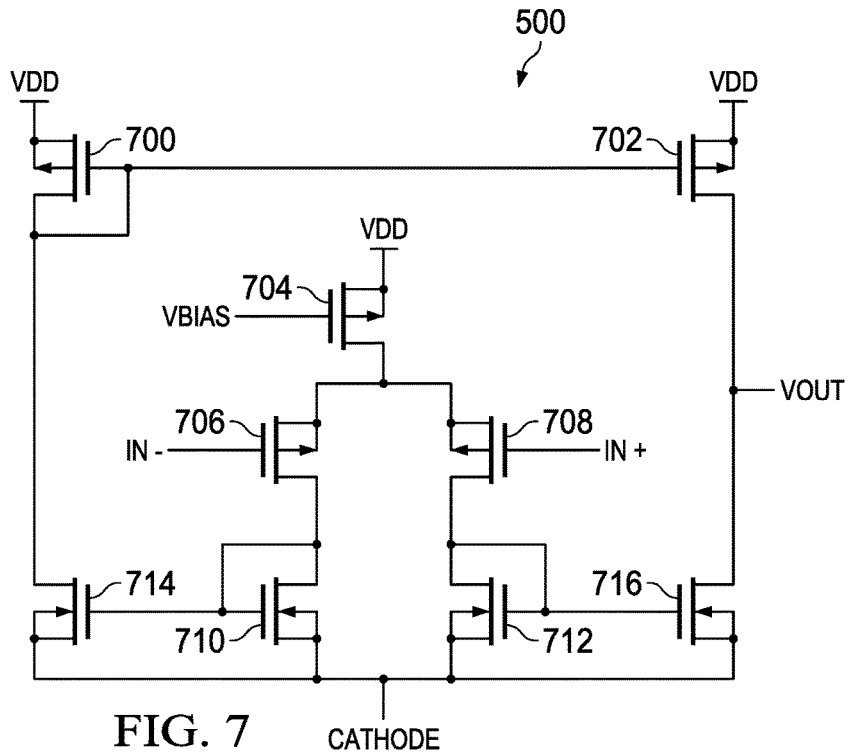 500
VDD
VDD
700
702
VDD
704
VBIAS
VOUT
706
708
IN -
IN +
714
716
710
712
FIG. 7
CATHODE